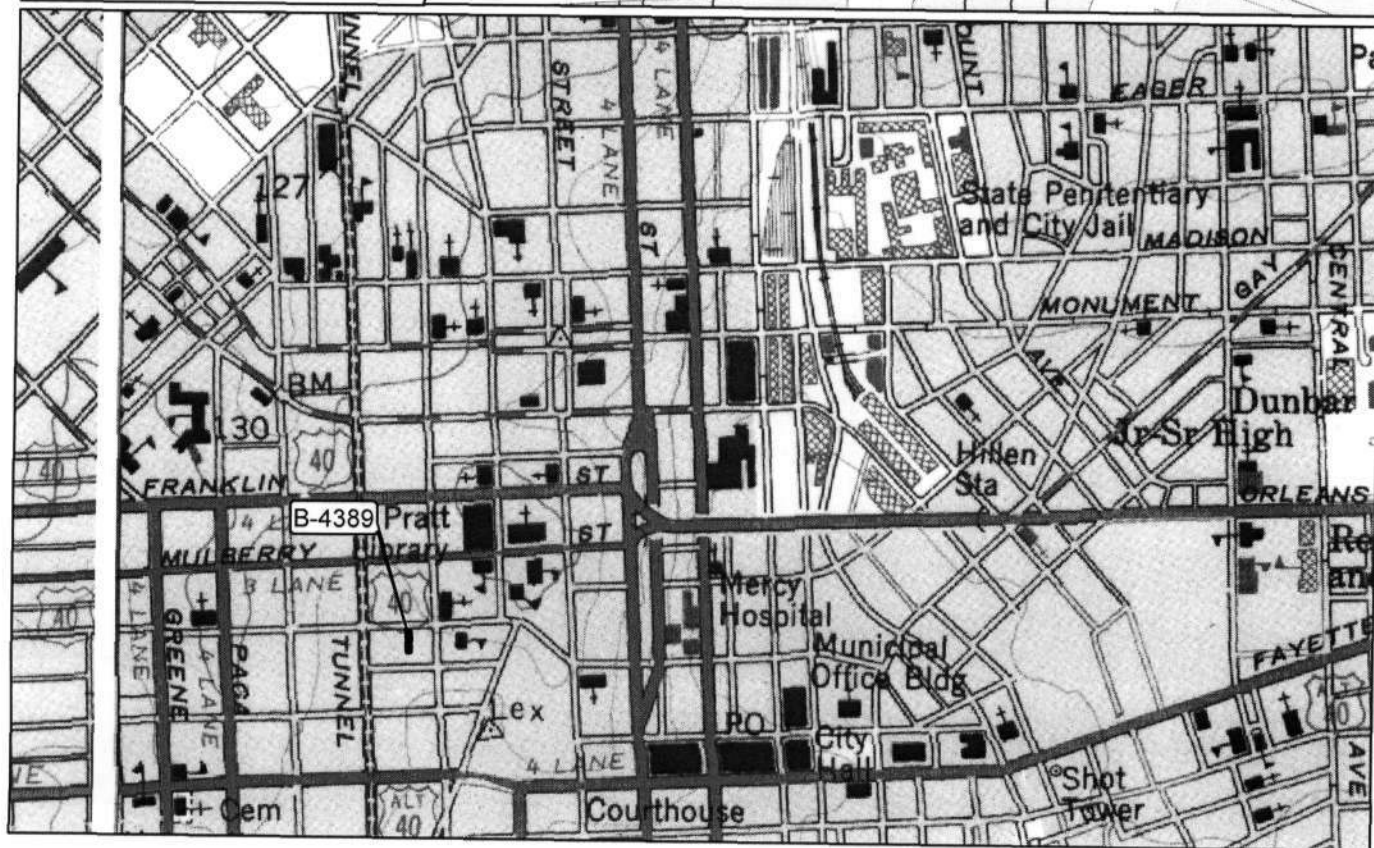 TUNNEL
STREET
4 LANE
4 LANE
ST
EAGER
127
State Penitentiary
and City Jail
MADISON
GAY
CENTRAL
MONUMENT
AVE
BM
130
Dunbar
Jr-Sr High
40
40
Hillen
Sta
FRANKLIN
ST
ORLEANS
B-4389
Pratt
Library
MULBERRY
ST
3 LANE
40
40
Mercy
Hospital
4 LANE
GREENE
PACA
4 LANE
TUNNEL
Municipal
Office Bldg
FAYETTE
Lex
PO
City
Hall
ALT
40
4 LANE
AVE
Shot
Tower
Cem
ALT
40
Courthouse